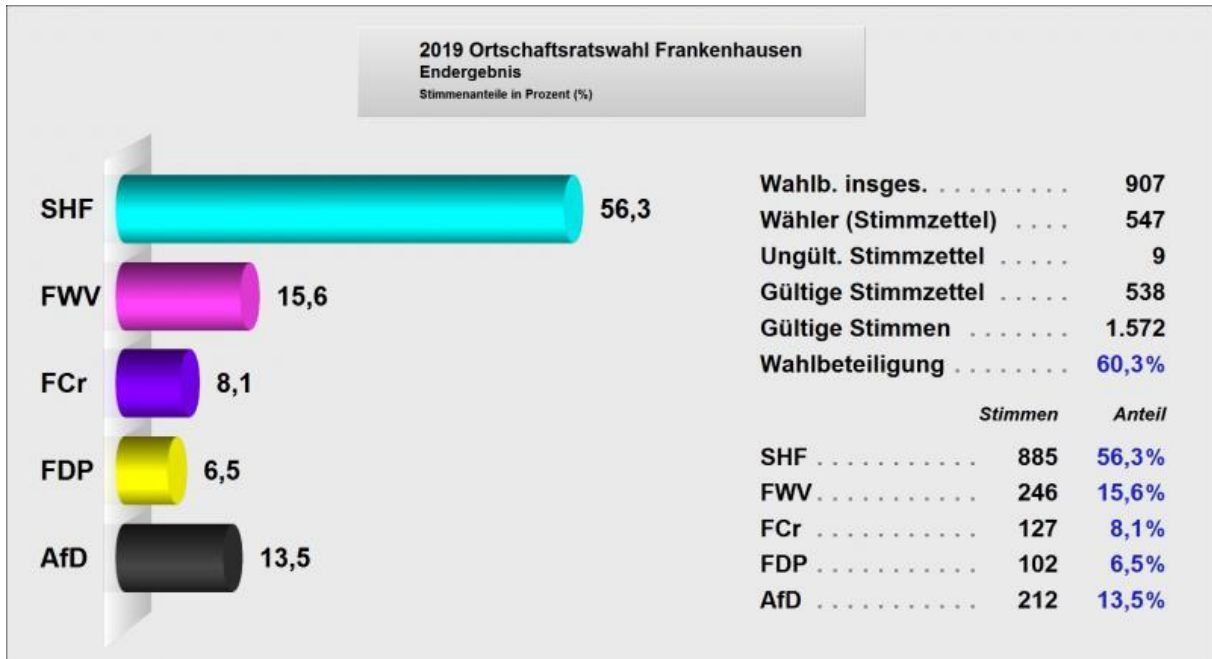 2019 Ortschaftsratswahl Frankenhausen
Endergebnis
Stimmenanteile in Prozent (%)
SHF 56,3
FWV 15,6
FCr 8,1
FDP 6,5
AfD 13,5
Wahlb. insges. . . . . . . . . . 907
Wähler (Stimmzettel) . . . . 547
Ungült. Stimmzettel . . . . . 9
Gültige Stimmzettel . . . . . 538
Gültige Stimmen . . . . . . . 1.572
Wahlbeteiligung . . . . . . . . 60,3%
Stimmen Anteil
SHF . . . . . . . . . . . 885 56,3%
FWV . . . . . . . . . . . 246 15,6%
FCr . . . . . . . . . . . 127 8,1%
FDP . . . . . . . . . . . 102 6,5%
AfD . . . . . . . . . . . 212 13,5%